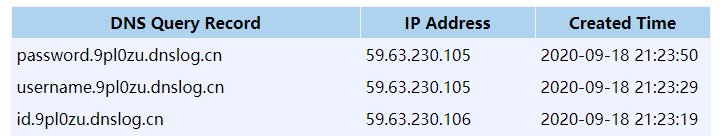 DNS Query Record IP Address Created Time
password.9pl0zu.dnslog.cn 59.63.230.105 2020-09-18 21:23:50
username.9pl0zu.dnslog.cn 59.63.230.105 2020-09-18 21:23:29
id.9pl0zu.dnslog.cn 59.63.230.106 2020-09-18 21:23:19